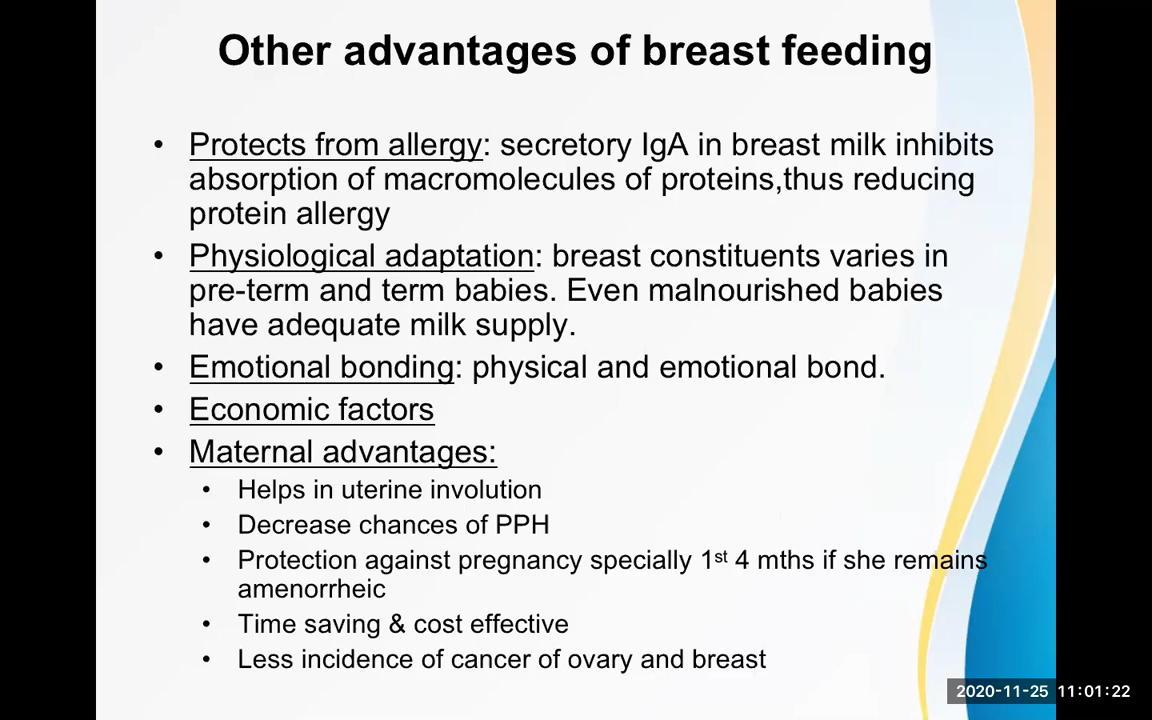 Other advantages of breast feeding
• Protects from allergy: secretory IgA in breast milk inhibits
absorption of macromolecules of proteins,thus reducing
protein allergy
• Physiological adaptation: breast constituents varies in
pre-term and term babies. Even malnourished babies
have adequate milk supply.
• Emotional bonding: physical and emotional bond.
• Economic factors
• Maternal advantages:
• Helps in uterine involution
• Decrease chances of PPH
• Protection against pregnancy specially 1st 4 mths if she remains
amenorrheic
• Time saving & cost effective
• Less incidence of cancer of ovary and breast
2020-11-25 11:01:22